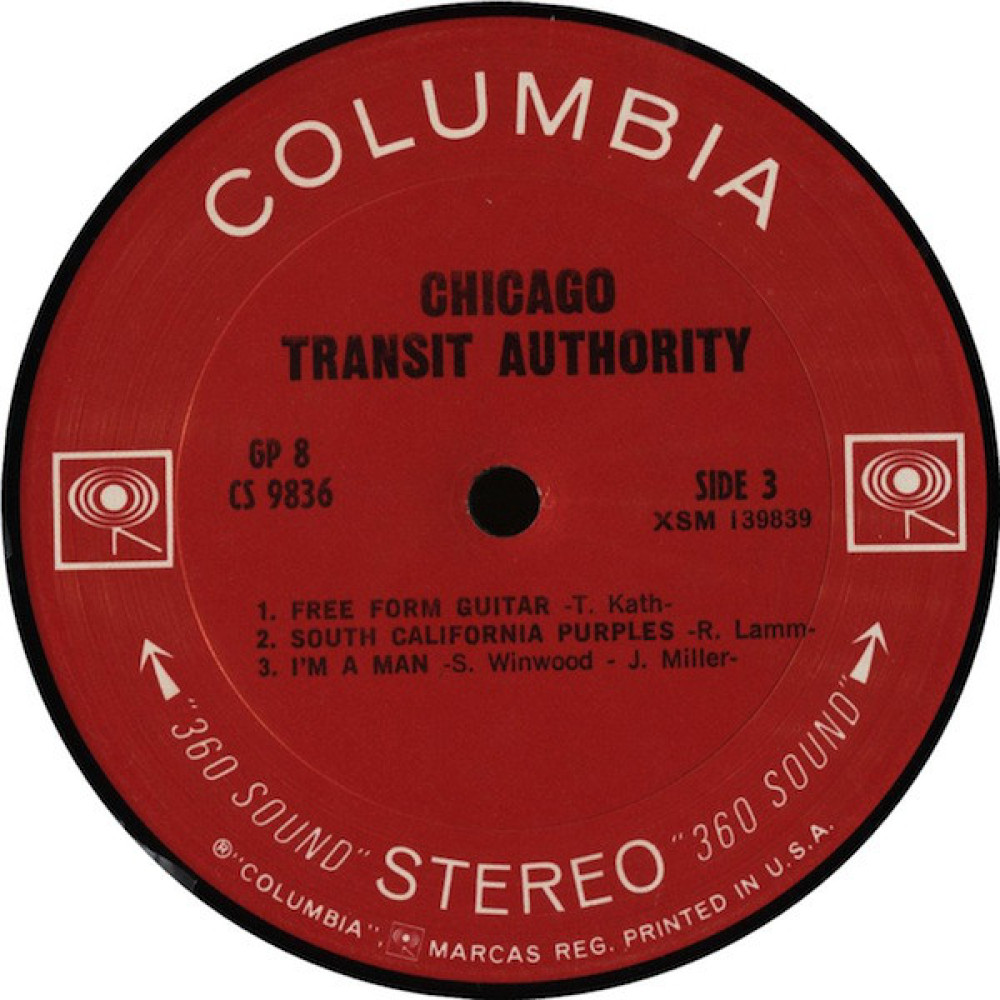 COLUMBIA
CHICAGO
TRANSIT AUTHORITY
GP 8
CS 9836
SIDE 3
XSM 139839
1. FREE FORM GUITAR -T. Kath-
2. SOUTH CALIFORNIA PURPLES -R. Lamm-
3. I'M A MAN -S. Winwood - J. Miller-
"360 SOUND" STEREO "360 SOUND"
®"COLUMBIA", MARCAS REG. PRINTED IN U.S.A.